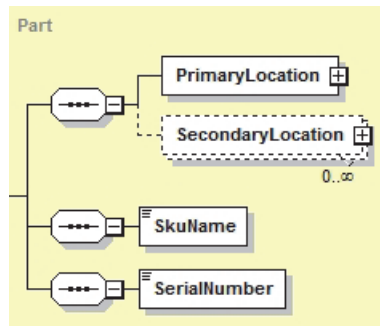 Part
PrimaryLocation
SecondaryLocation
0..∞
SkuName
SerialNumber